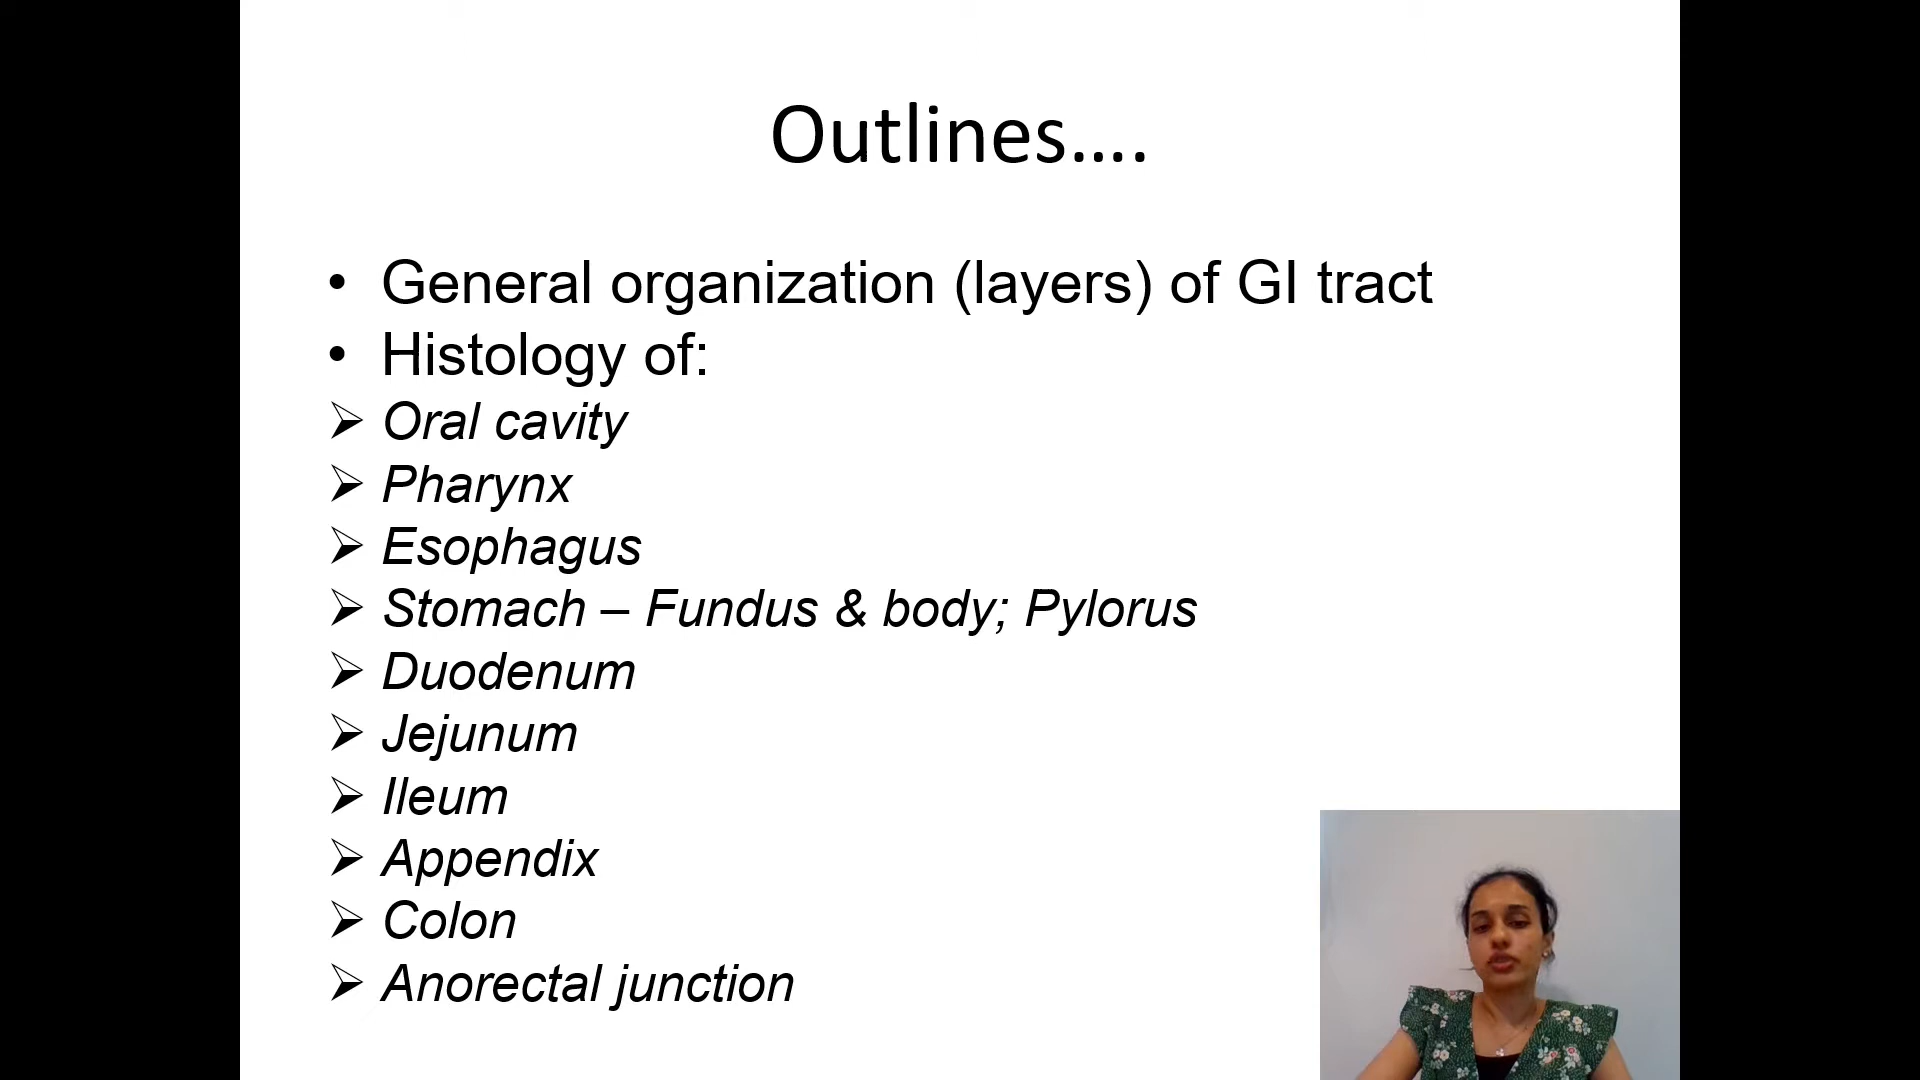 Outlines....
• General organization (layers) of GI tract
• Histology of:
➢ Oral cavity
➢ Pharynx
➢ Esophagus
➢ Stomach – Fundus & body; Pylorus
➢ Duodenum
➢ Jejunum
➢ Ileum
➢ Appendix
➢ Colon
➢ Anorectal junction